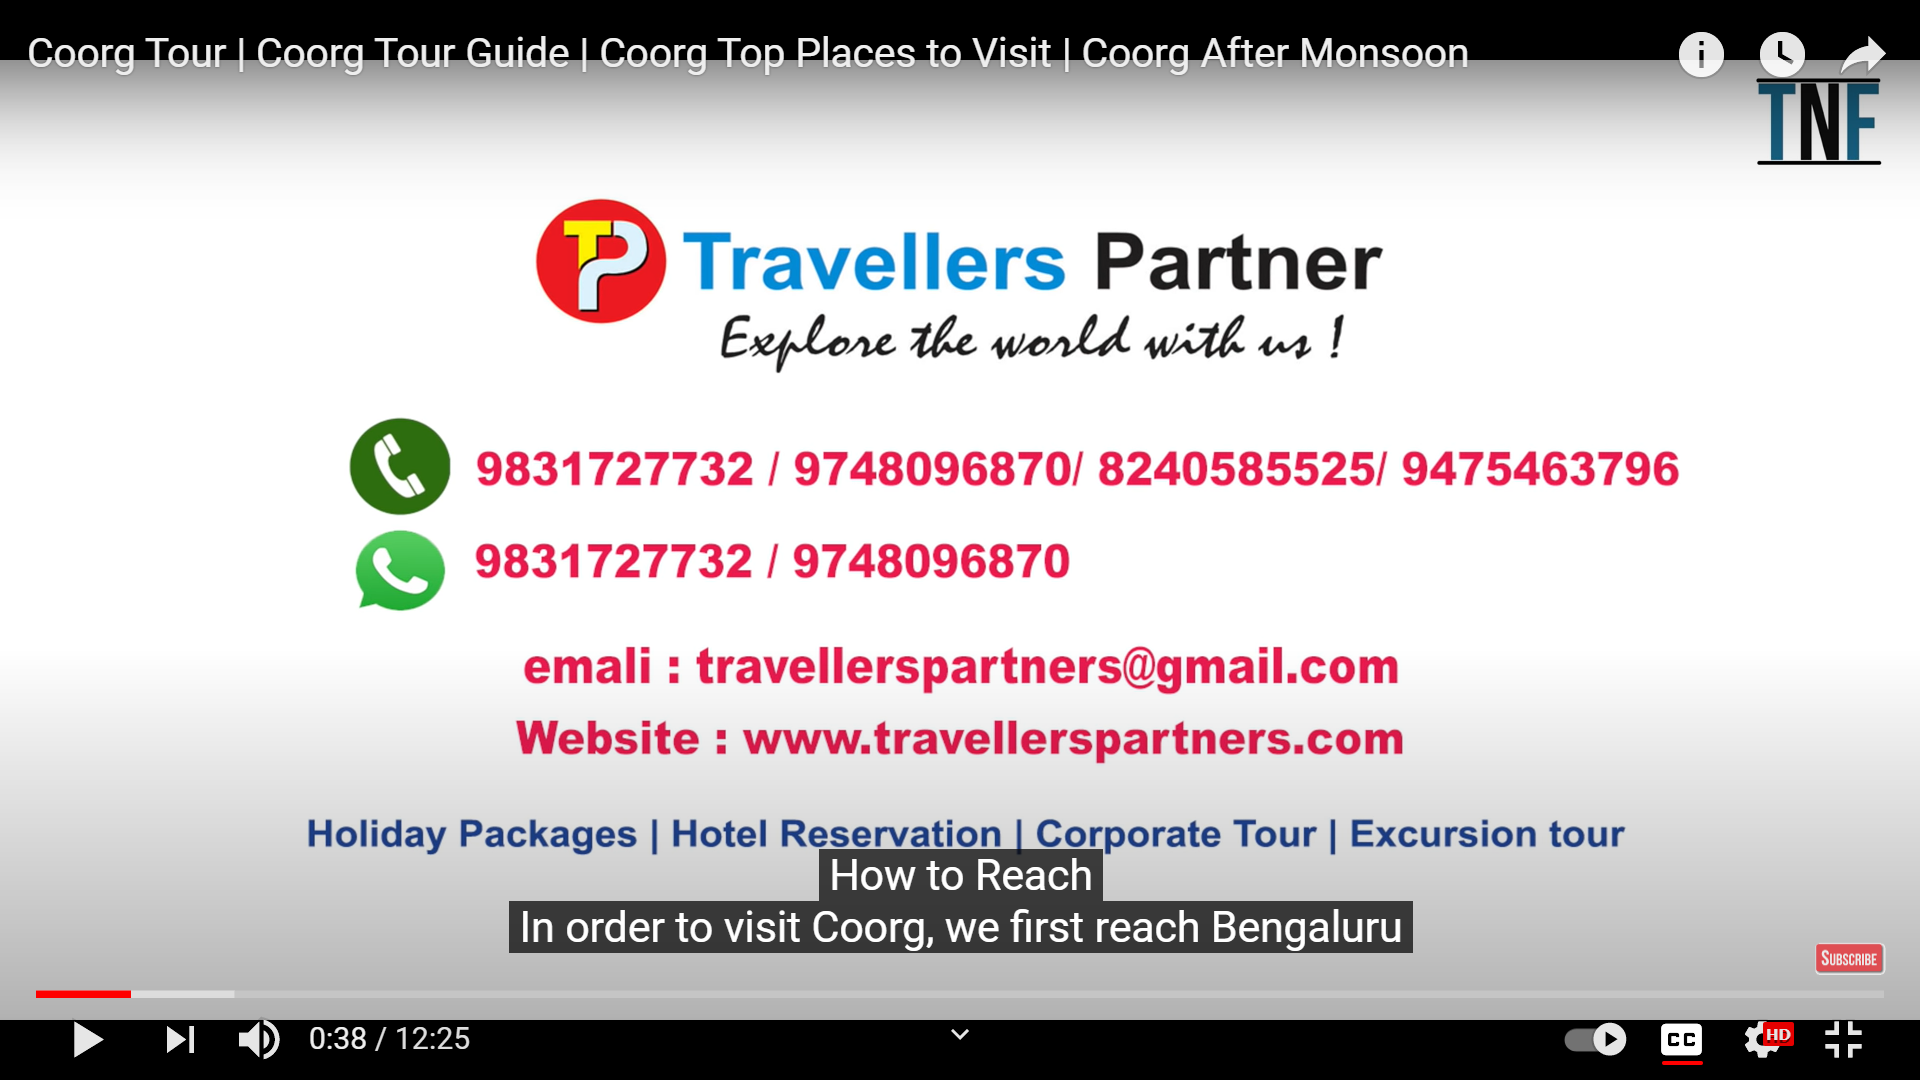 Coorg Tour | Coorg Tour Guide | Coorg Top Places to Visit | Coorg After Monsoon
TNF
TP Travellers Partner
Explore the world with us !
9831727732 / 9748096870/ 8240585525/ 9475463796
9831727732 / 9748096870
emali : travellerspartners@gmail.com
Website : www.travellerspartners.com
Holiday Packages | Hotel Reservation | Corporate Tour | Excursion tour
How to Reach
In order to visit Coorg, we first reach Bengaluru
SUBSCRIBE
0:38 / 12:25
CC
HD